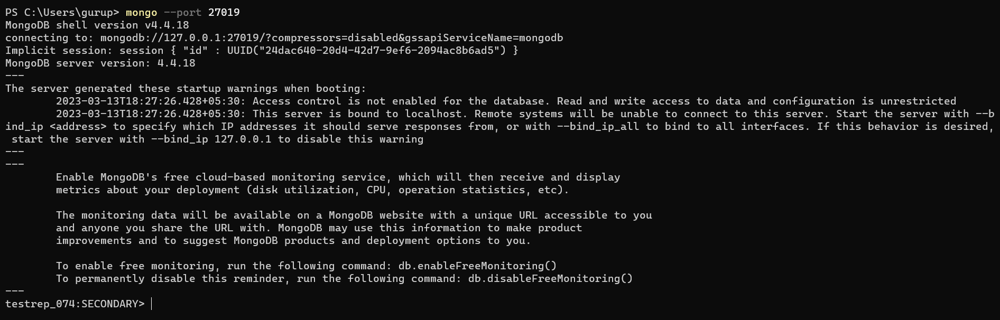 PS C:\Users\gurup> mongo --port 27019
MongoDB shell version v4.4.18
connecting to: mongodb://127.0.0.1:27019/?compressors=disabled&gssapiServiceName=mongodb
Implicit session: session { "id" : UUID("24dac640-20d4-42d7-9ef6-2094ac8b6ad5") }
MongoDB server version: 4.4.18
---
The server generated these startup warnings when booting:
        2023-03-13T18:27:26.428+05:30: Access control is not enabled for the database. Read and write access to data and configuration is unrestricted
        2023-03-13T18:27:26.428+05:30: This server is bound to localhost. Remote systems will be unable to connect to this server. Start the server with --b
ind_ip <address> to specify which IP addresses it should serve responses from, or with --bind_ip_all to bind to all interfaces. If this behavior is desired,
 start the server with --bind_ip 127.0.0.1 to disable this warning
---
---
        Enable MongoDB's free cloud-based monitoring service, which will then receive and display
        metrics about your deployment (disk utilization, CPU, operation statistics, etc).

        The monitoring data will be available on a MongoDB website with a unique URL accessible to you
        and anyone you share the URL with. MongoDB may use this information to make product
        improvements and to suggest MongoDB products and deployment options to you.

        To enable free monitoring, run the following command: db.enableFreeMonitoring()
        To permanently disable this reminder, run the following command: db.disableFreeMonitoring()
---
testrep_074:SECONDARY>